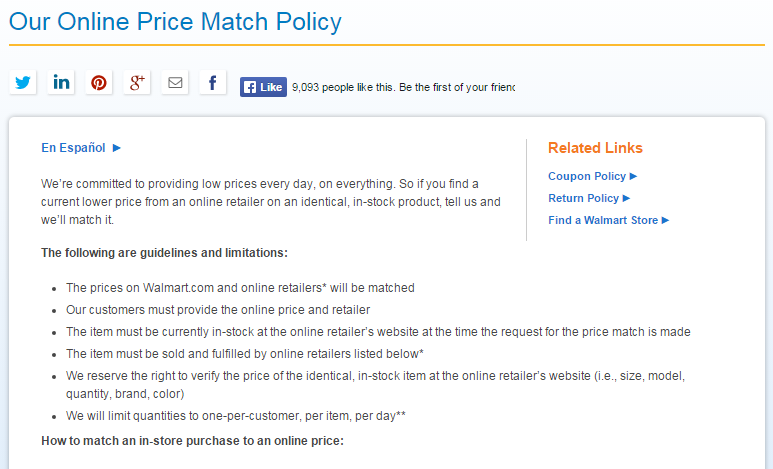 Our Online Price Match Policy
in g+ f
f Like 9,093 people like this. Be the first of your
En Español ▶
Related Links
Coupon Policy ▶
Return Policy ▶
Find a Walmart Store ▶
We’re committed to providing low prices every day, on everything. So if you find a
current lower price from an online retailer on an identical, in-stock product, tell us and
we’ll match it.
The following are guidelines and limitations:
• The prices on Walmart.com and online retailers* will be matched
• Our customers must provide the online price and retailer
• The item must be currently in-stock at the online retailer’s website at the time the request for the price match is made
• The item must be sold and fulfilled by online retailers listed below*
• We reserve the right to verify the price of the identical, in-stock item at the online retailer’s website (i.e., size, model,
quantity, brand, color)
• We will limit quantities to one-per-customer, per item, per day**
How to match an in-store purchase to an online price: